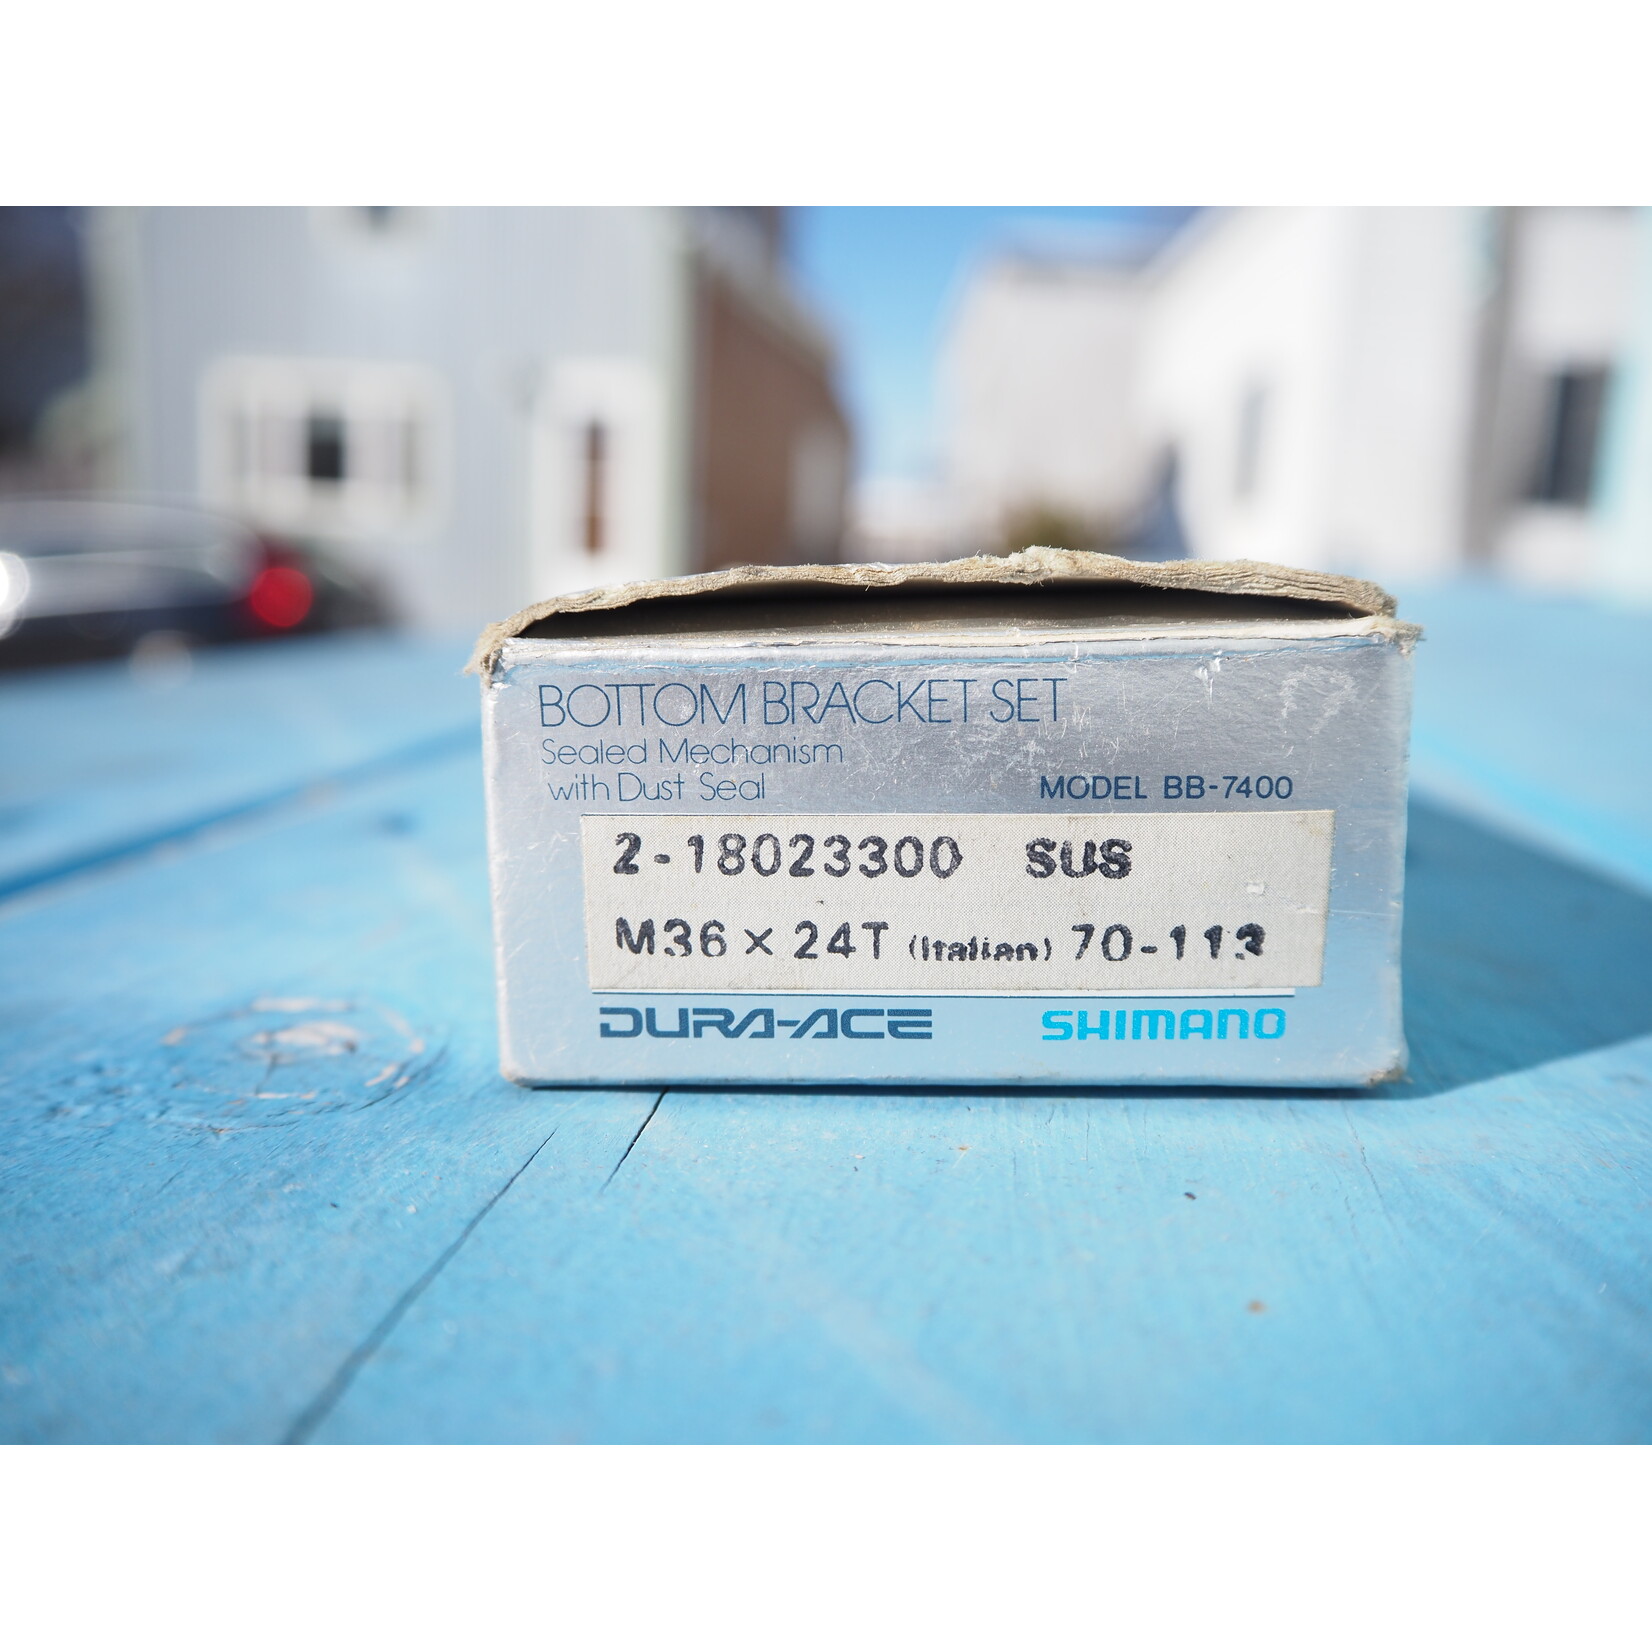 BOTTOM BRACKET SET
Sealed Mechanism
with Dust Seal
MODEL BB-7400
2-18023300 SUS
M36 × 24T (Italian) 70-113
DURA-ACE SHIMANO